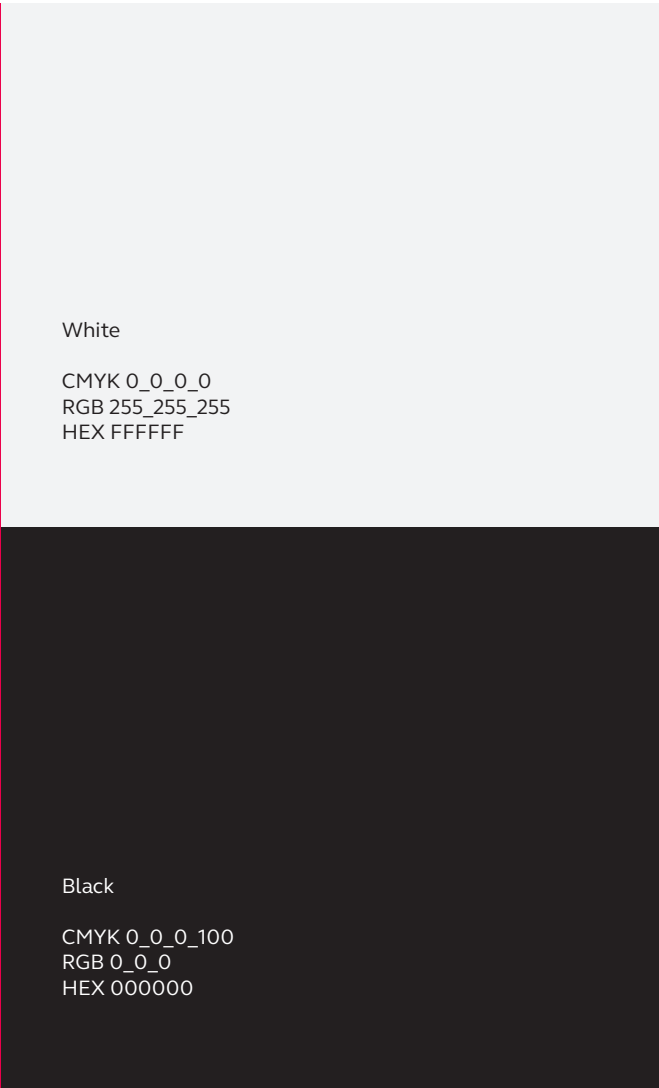 White
CMYK 0_0_0_0
RGB 255_255_255
HEX FFFFFF
Black
CMYK 0_0_0_100
RGB 0_0_0
HEX 000000